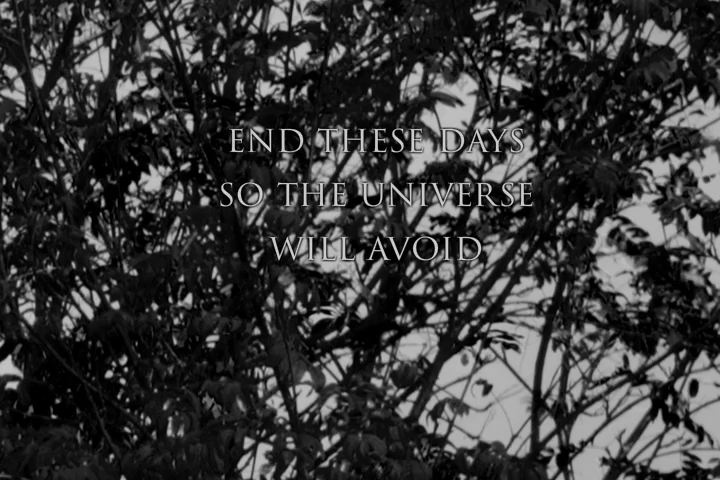 END THESE DAYS
SO THE UNIVERSE
WILL AVOID